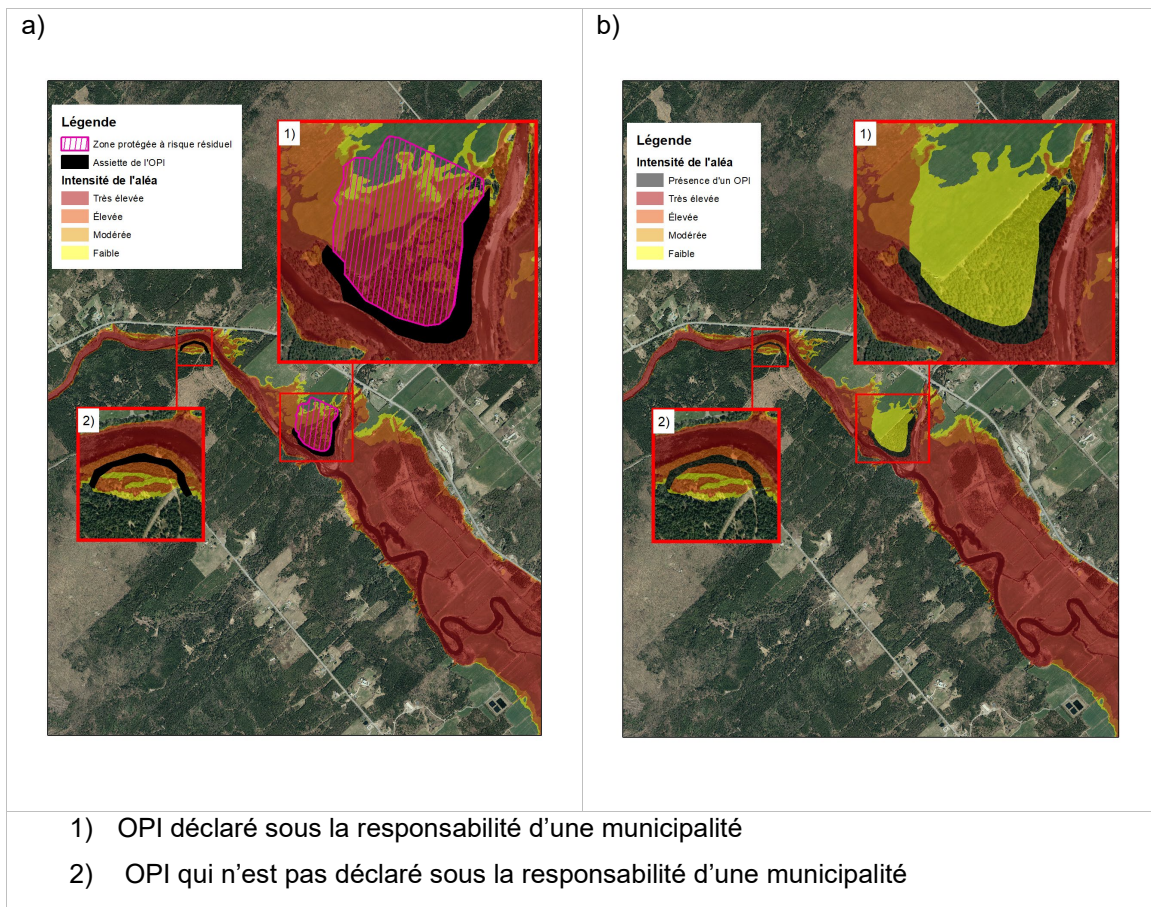 a)
Légende
Zone protégée à risque résiduel
Assiette de l'OPI
Intensité de l'aléa
Très élevée
Élevée
Modérée
Faible
1)
2)
b)
Légende
Intensité de l'aléa
Présence d'un OPI
Très élevée
Élevée
Modérée
Faible
1)
2)
1) OPI déclaré sous la responsabilité d’une municipalité
2) OPI qui n’est pas déclaré sous la responsabilité d’une municipalité